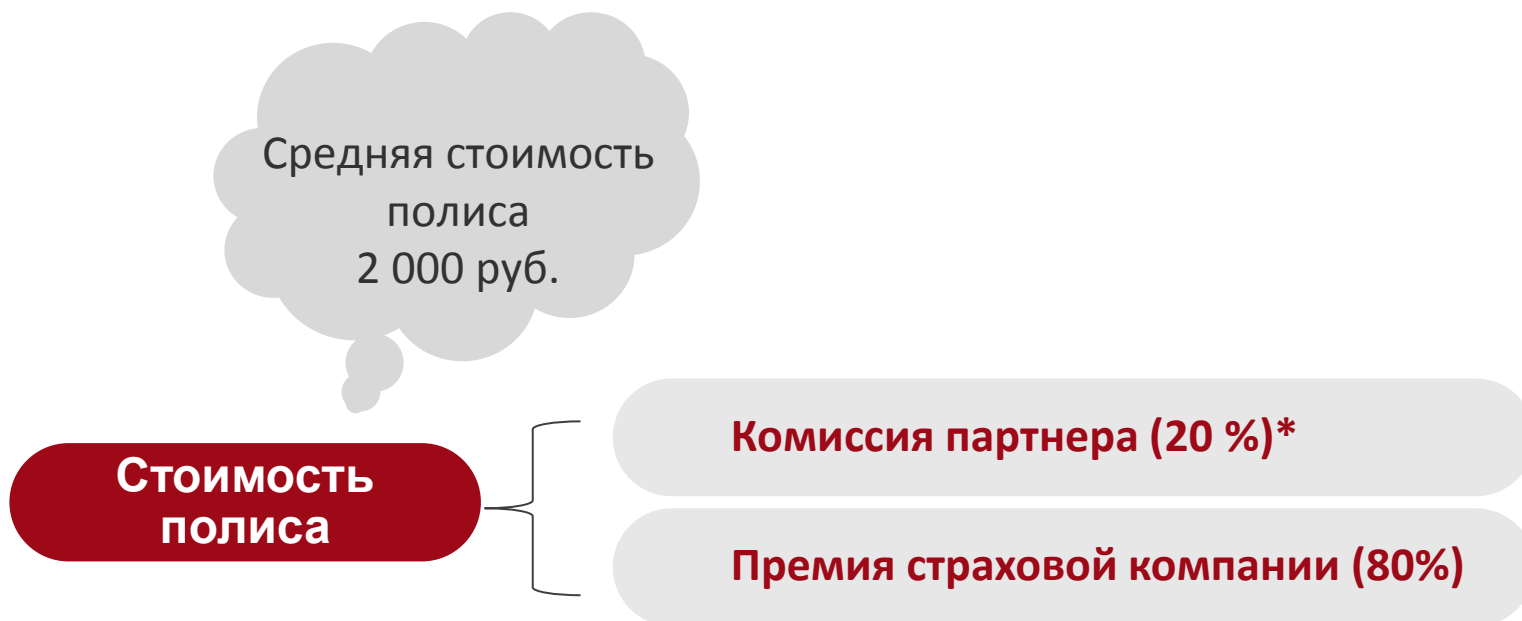 Средняя стоимость
полиса
2 000 руб.
Комиссия партнера (20 %)*
Стоимость
полиса
Премия страховой компании (80%)